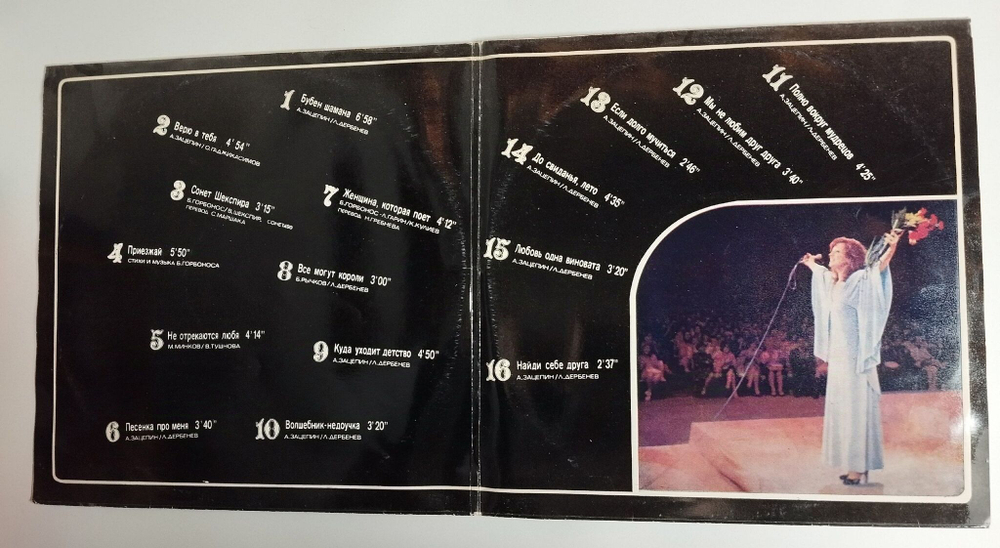 1 Бубен шамана 6'58"
А.ЗАЦЕПИН/Л.ДЕРБЕНЕВ
2 Верю в тебя 4'54"
А.ЗАЦЕПИН/О.ГАДЖИКАСИМОВ
3 Сонет Шекспира 3'15"
Б.ГОРБОНОС/В.ШЕКСПИР, СОНЕТ №90
ПЕРЕВОД С.МАРШАКА
4 Приезжай 5'50"
СТИХИ И МУЗЫКА Б.ГОРБОНОСА
5 Не отрекаются любя 4'14"
М.МИНКОВ/В.ТУШНОВА
6 Песенка про меня 3'40"
А.ЗАЦЕПИН/Л.ДЕРБЕНЕВ
7 Женщина, которая поет 4'12"
Б.ГОРБОНОС-Л.ГАРИН/К.КУЛИЕВ
ПЕРЕВОД Н.ГРЕБНЕВА
8 Все могут короли 3'00"
Б.РЫЧКОВ/Л.ДЕРБЕНЕВ
9 Куда уходит детство 4'50"
А.ЗАЦЕПИН/Л.ДЕРБЕНЕВ
10 Волшебник-недоучка 3'20"
А.ЗАЦЕПИН/Л.ДЕРБЕНЕВ
11 Полно вокруг мудрецов 4'25"
А.ЗАЦЕПИН/Л.ДЕРБЕНЕВ
12 Мы не любим друг друга 3'40"
А.ЗАЦЕПИН/Л.ДЕРБЕНЕВ
13 Если долго мучиться 2'46"
А.ЗАЦЕПИН/Л.ДЕРБЕНЕВ
14 До свиданья, лето 4'35"
А.ЗАЦЕПИН/Л.ДЕРБЕНЕВ
15 Любовь одна виновата 3'20"
А.ЗАЦЕПИН/Л.ДЕРБЕНЕВ
16 Найди себе друга 2'37"
А.ЗАЦЕПИН/Л.ДЕРБЕНЕВ